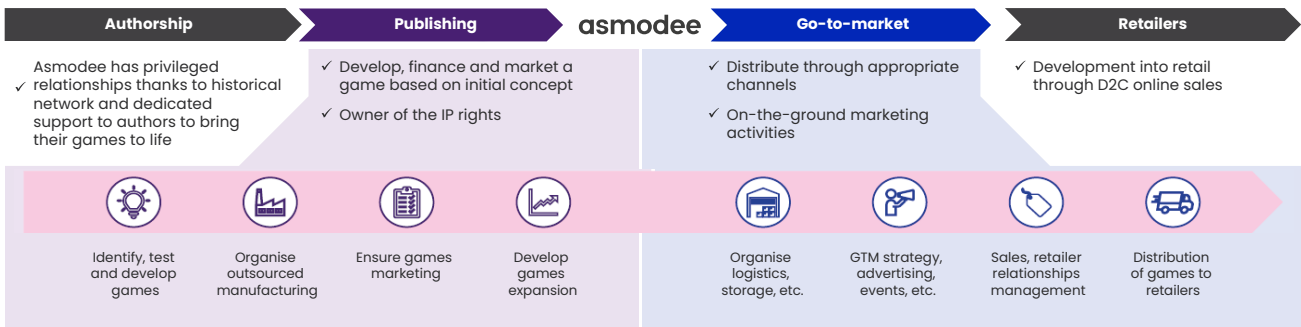 Authorship
Publishing
asmodee
Go-to-market
Retailers
Asmodee has privileged
relationships thanks to historical
network and dedicated
support to authors to bring
their games to life
Develop, finance and market a
game based on initial concept
Owner of the IP rights
Distribute through appropriate
channels
On-the-ground marketing
activities
Development into retail
through D2C online sales
Identify, test
and develop
games
Organise
outsourced
manufacturing
Ensure games
marketing
Develop
games
expansion
Organise
logistics,
storage, etc.
GTM strategy,
advertising,
events, etc.
Sales, retailer
relationships
management
Distribution
of games to
retailers